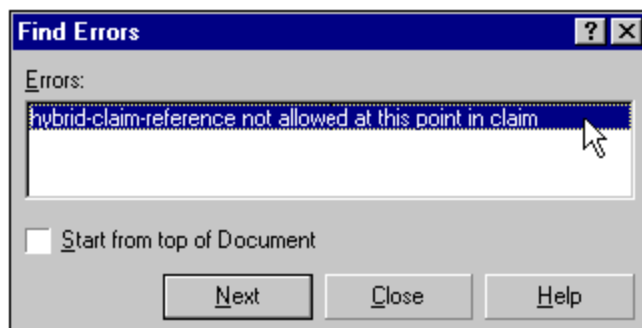 Find Errors
Errors:
hybrid-claim-reference not allowed at this point in claim
Start from top of Document
Next Close Help